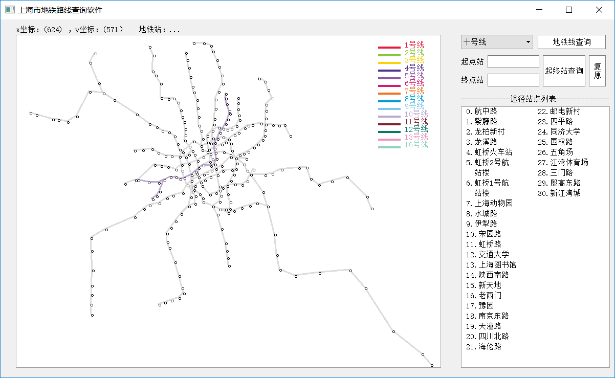 上海市地铁路线查询软件
x坐标:（624），y坐标:（571） 地铁站:...
十号线
地铁线查询
起点站
终点站
起终站查询
复原
1号线
2号线
3号线
4号线
5号线
6号线
7号线
8号线
9号线
10号线
11号线
12号线
13号线
16号线
途径站点列表
0.航中路
1.紫藤路
2.龙柏新村
3.龙溪路
4.虹桥火车站
5.虹桥2号航
站楼
6.虹桥1号航
站楼
7.上海动物园
8.水城路
9.伊犁路
10.宋园路
11.虹桥路
12.交通大学
13.上海图书馆
14.陕西南路
15.新天地
16.老西门
17.豫园
18.南京东路
19.天潼路
20.四川北路
21.海伦路
22.邮电新村
23.四平路
24.同济大学
25.国权路
26.五角场
27.江湾体育场
28.三门路
29.殷高东路
30.新江湾城